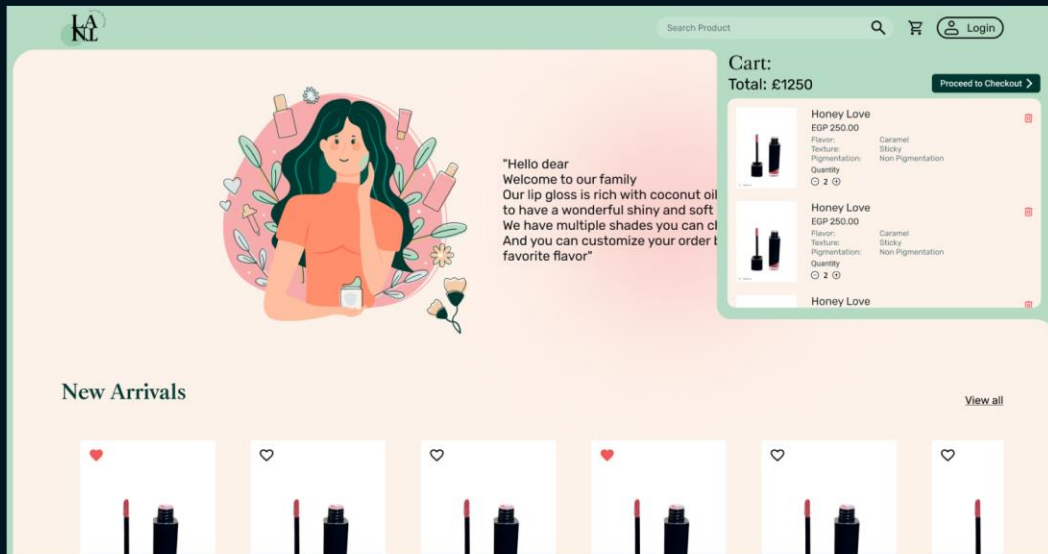 LA
NI
Search Product
Login
Cart:
Total: £1250
Proceed to Checkout
Honey Love
EGP 250.00
Flavor: Caramel
Texture: Sticky
Pigmentation: Non Pigmentation
Quantity
2
Honey Love
EGP 250.00
Flavor: Caramel
Texture: Sticky
Pigmentation: Non Pigmentation
Quantity
2
Honey Love
"Hello dear
Welcome to our family
Our lip gloss is rich with coconut oil
to have a wonderful shiny and soft
We have multiple shades you can
And you can customize your order
favorite flavor"
New Arrivals
View all